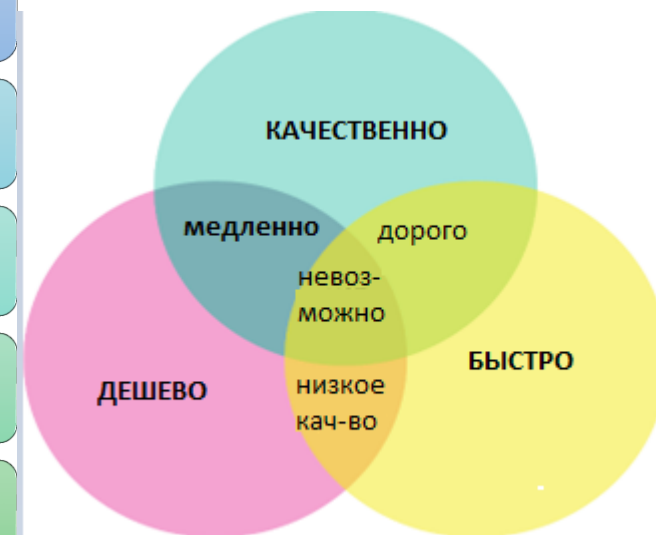 КАЧЕСТВЕННО
медленно
дорого
невоз-
можно
ДЕШЕВО
БЫСТРО
низкое
кач-во